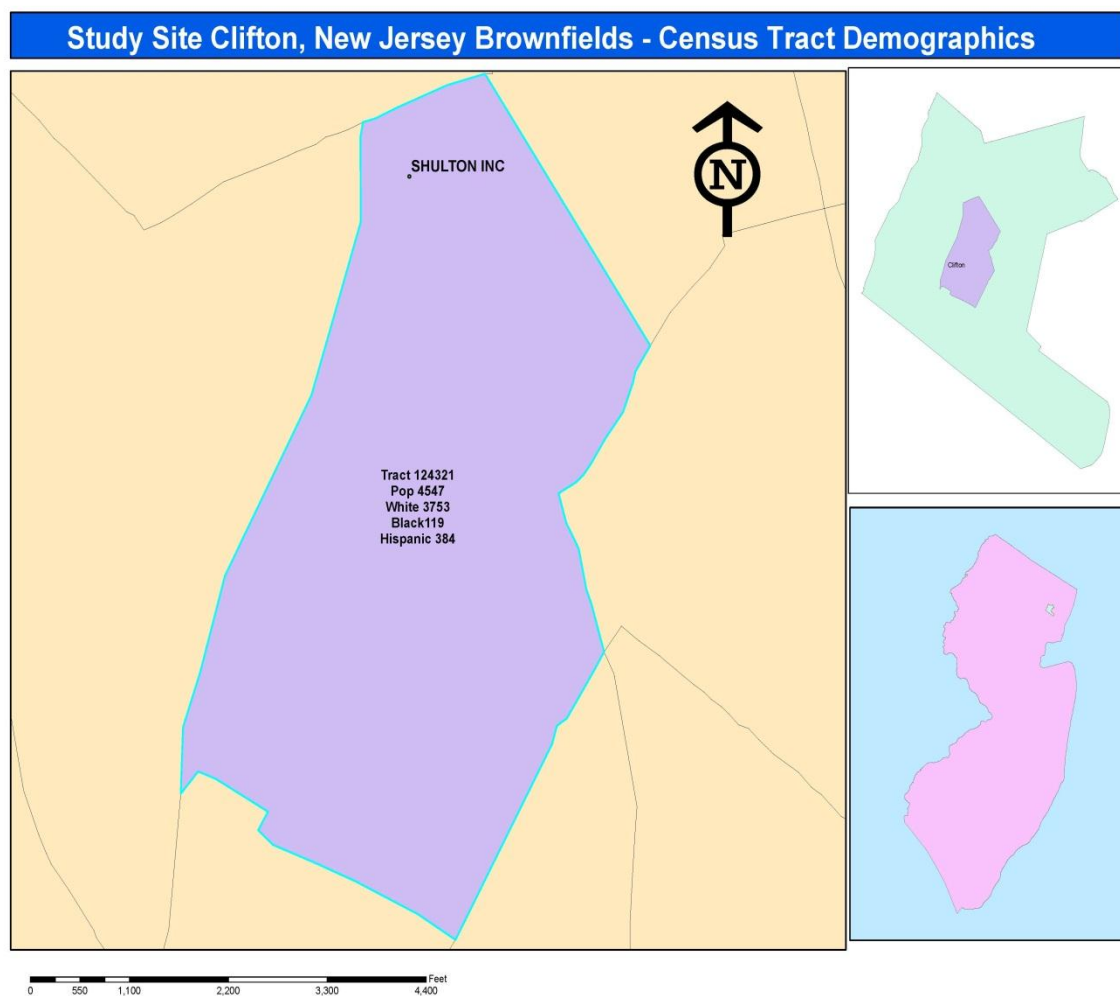 Study Site Clifton, New Jersey Brownfields - Census Tract Demographics
SHULTON INC
N
Tract 124321
Pop 4547
White 3753
Black119
Hispanic 384
Clifton
Feet
0 550 1,100 2,200 3,300 4,400